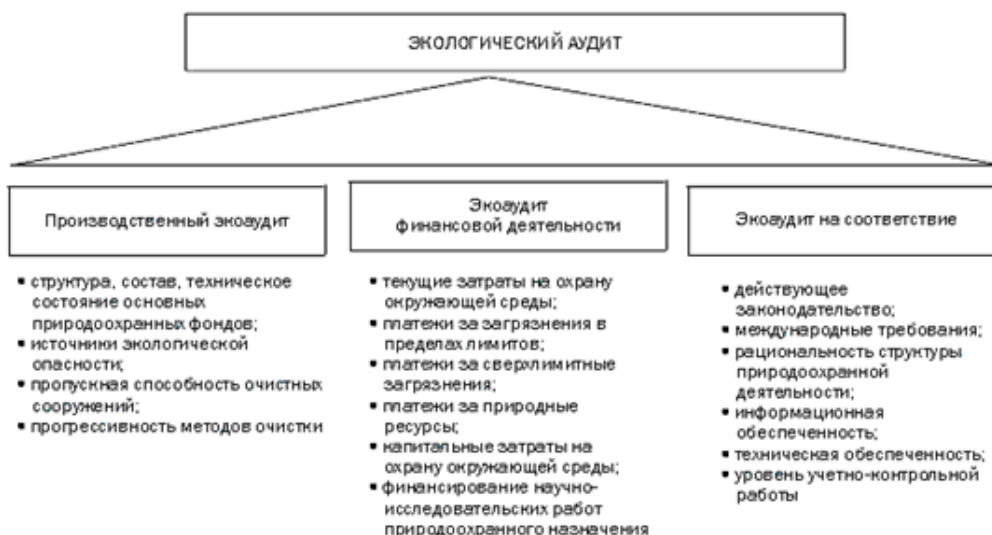 ЭКОЛОГИЧЕСКИЙ АУДИТ
Производственный экоаудит
▪ структура, состав, техническое
состояние основных
природоохранных фондов;
▪ источники экологической
опасности;
▪ пропускная способность очистных
сооружений;
▪ прогрессивность методов очистки
Экоаудит
финансовой деятельности
▪ текущие затраты на охрану
окружающей среды;
▪ платежи за загрязнения в
пределах лимитов;
▪ платежи за сверхлимитные
загрязнения;
▪ платежи за природные
ресурсы;
▪ капитальные затраты на
охрану окружающей среды;
▪ финансирование научно-
исследовательских работ
природоохранного назначения
Экоаудит на соответствие
▪ действующее
законодательство;
▪ международные требования;
▪ рациональность структуры
природоохранной
деятельности;
▪ информационная
обеспеченность;
▪ техническая обеспеченность;
▪ уровень учетно-контрольной
работы